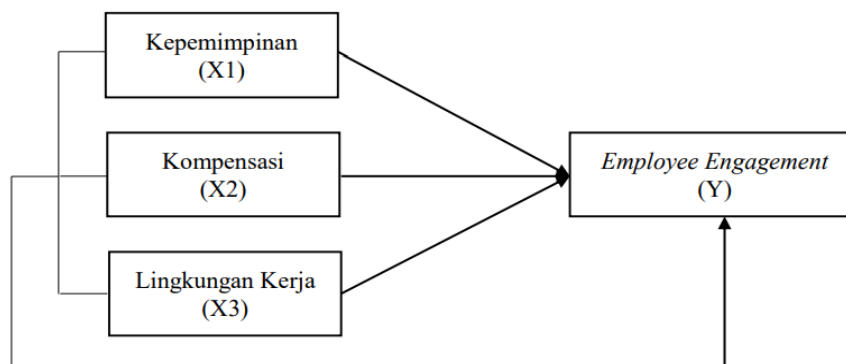 Kepemimpinan
(X1)
Kompensasi
(X2)
Employee Engagement
(Y)
Lingkungan Kerja
(X3)